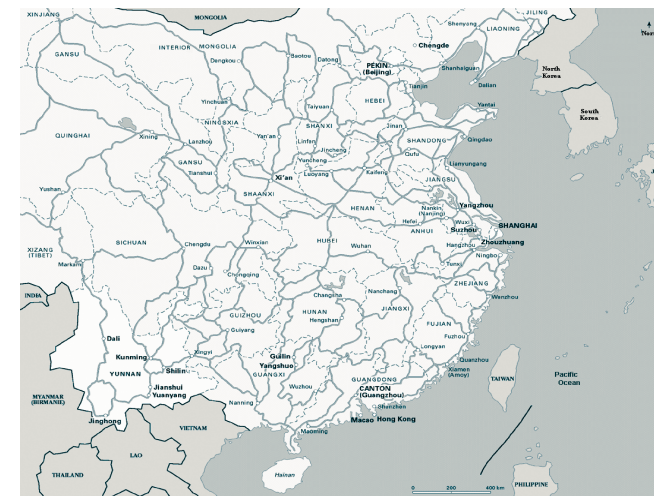 XINJIANG
MONGOLIA
JILING
LIAONING
Shenyang
GANSU
INTERIOR MONGOLIA
Chengde
Baotou
Datong
Dengkou
PÉKIN
(Beijing)
Shanhaiguan
North
Korea
Tianjin
Dalian
Yinchuan
HEBEI
Yantai
Taiyuan
South
Korea
NINGSXIA
SHANXI
Jinan
QUINGHAI
Xining
Yan'an
Linfan
SHANDONG
Qingdao
Lanzhou
Jincheng
Qufu
GANSU
Yuncheng
Lianrungang
Tianshui
Luoyang
Kaifeng
Xi'an
JIANGSU
Yushan
SHAANXI
HENAN
Nankin
(Nanjing)
Yangzhou
Hefei
Wuxi
SHANGHAI
ANHUI
Suzhou
XIZANG
(TIBET)
SICHUAN
Chengdu
Winxian
HUBEI
Wuhan
Hangzhou
Zhouzhuang
Ningbo
Markam
Dazu
Chongqing
Tunxi
INDIA
Changsha
Nanchang
ZHEJIANG
Wenzhou
GUIZHOU
HUNAN
JIANGXI
Hengshan
Guiyang
FUJIAN
Dali
Fuzhou
Kunming
Xingyi
Guilin
Longyan
Yangshuo
Quanzhou
YUNNAN
Shilin
GUANGXI
GUANGDONG
Xiamen
(Amoy)
TAIWAN
Pacific
Ocean
Jianshui
Yuanyang
Wuzhou
CANTON
(Guangzhou)
MYANMAR
(BIRMANIE)
Nanning
Shenzhen
Jinghong
Macao Hong Kong
VIETNAM
Maoming
LAO
THAILAND
Hainan
PHILIPPINE
0 200 400 km